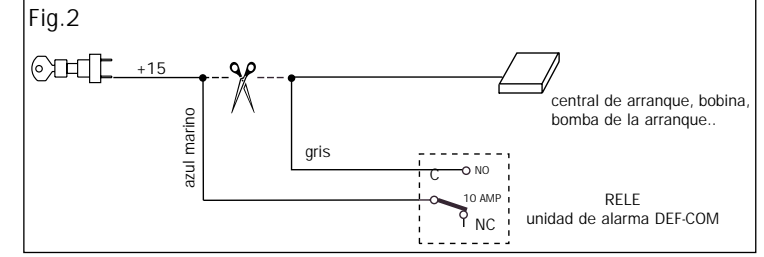 Fig.2
+15
central de arranque, bobina,
bomba de la arranque..
azul marino
gris
C
NO
10 AMP
NC
RELE
unidad de alarma DEF-COM